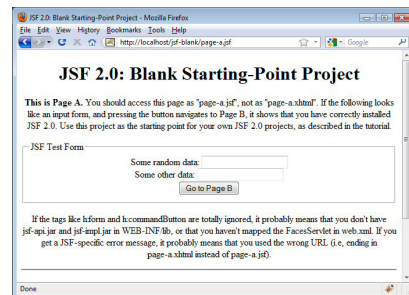 JSF 2.0: Blank Starting-Point Project - Mozilla Firefox
File Edit View History Bookmarks Tools Help
http://localhost/jsf-blank/page-a.jsf
Google
JSF 2.0: Blank Starting-Point Project
This is Page A. You should access this page as "page-a.jsf", not as "page-a.xhtml". If the following looks
like an input form, and pressing the button navigates to Page B, it shows that you have correctly installed
JSF 2.0. Use this project as the starting point for your own JSF 2.0 projects, as described in the tutorial.
JSF Test Form
Some random data:
Some other data:
Go to Page B
If the tags like h:form and h:commandButton are totally ignored, it probably means that you don't have
jsf-api.jar and jsf-impl.jar in WEB-INF/lib, or that you haven't mapped the FacesServlet in web.xml. If you
get a JSF-specific error message, it probably means that you used the wrong URL (i.e, ending in
page-a.xhtml instead of page-a.jsf).
Done